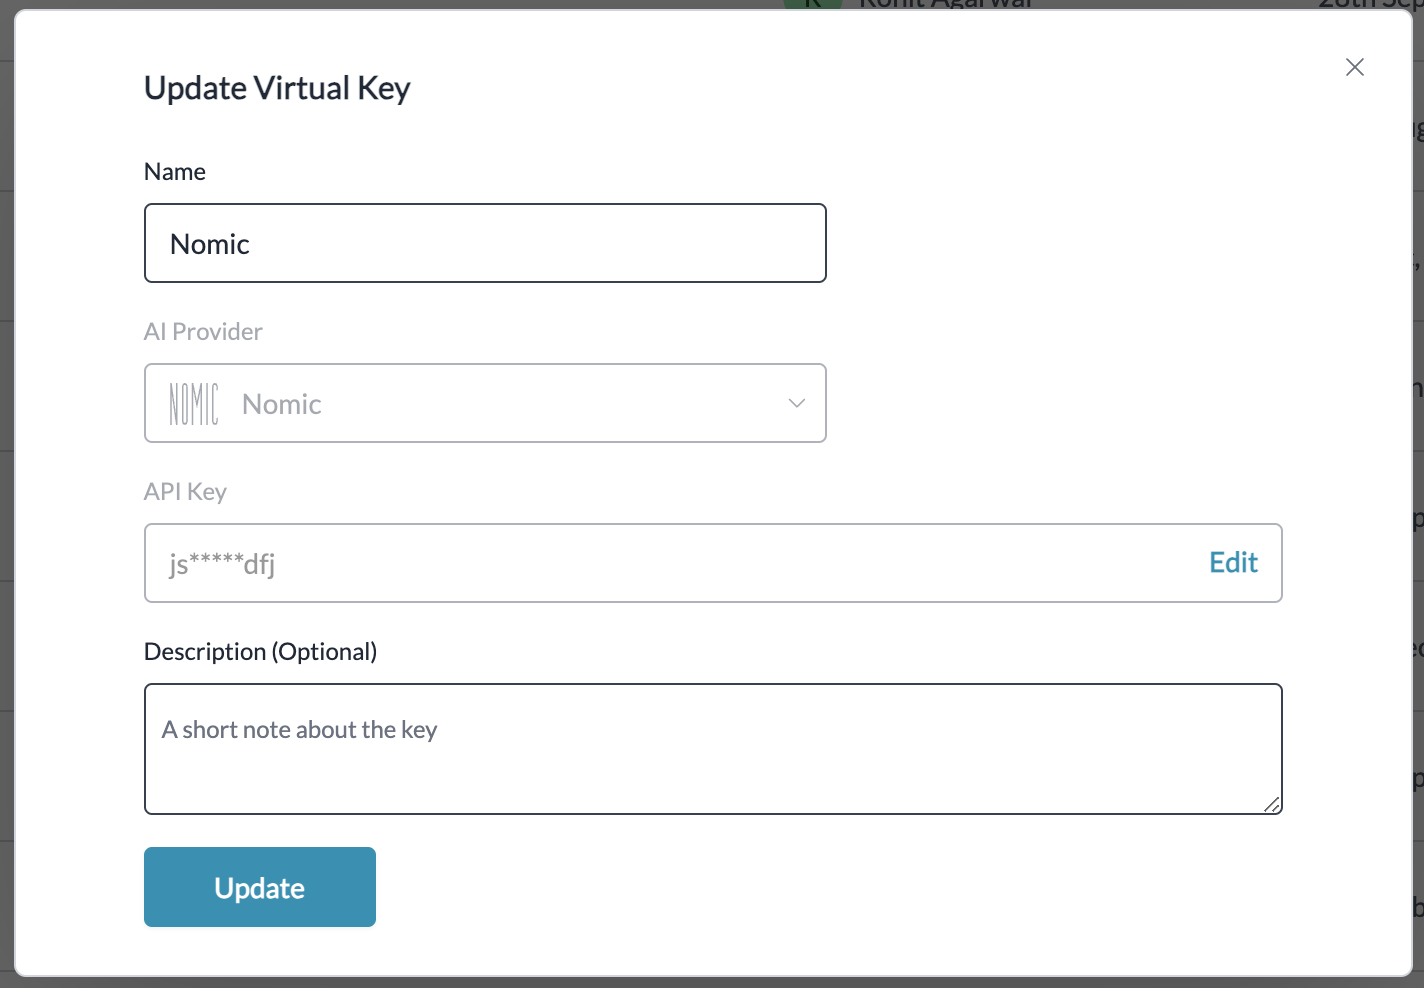 Update Virtual Key
Name
Nomic
AI Provider
NOMIC Nomic
API Key
js*****dfj Edit
Description (Optional)
A short note about the key
Update